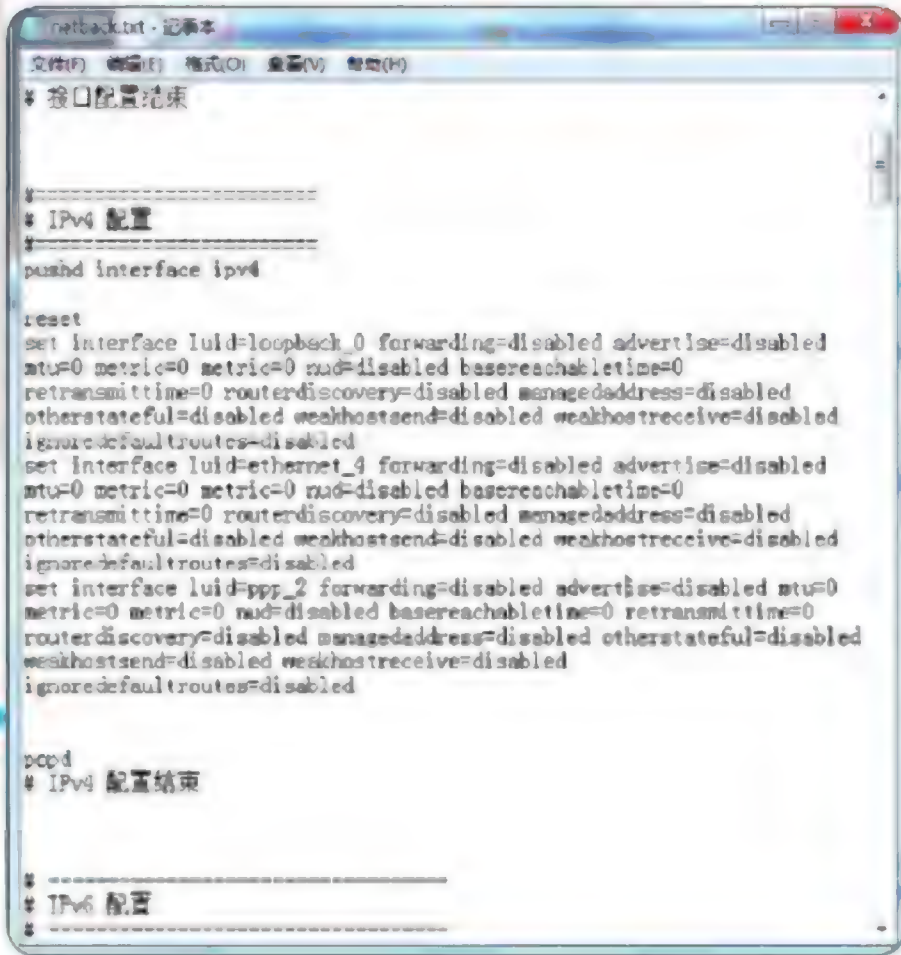 netback.txt - 记事本
文件(F) 编辑(E) 格式(O) 查看(V) 帮助(H)
# 接口配置结束
#----------------------------
# IPv4 配置
#----------------------------
pushd interface ipv4
reset
set interface luid=loopback_0 forwarding=disabled advertise=disabled
mtu=0 metric=0 metric=0 nud=disabled basereachabletime=0
retransmittime=0 routerdiscovery=disabled managedaddress=disabled
otherstateful=disabled weakhostsend=disabled weakhostreceive=disabled
ignoredefaultroutes=disabled
set interface luid=ethernet_4 forwarding=disabled advertise=disabled
mtu=0 metric=0 metric=0 nud=disabled basereachabletime=0
retransmittime=0 routerdiscovery=disabled managedaddress=disabled
otherstateful=disabled weakhostsend=disabled weakhostreceive=disabled
ignoredefaultroutes=disabled
set interface luid=ppp_2 forwarding=disabled advertise=disabled mtu=0
metric=0 metric=0 nud=disabled basereachabletime=0 retransmittime=0
routerdiscovery=disabled managedaddress=disabled otherstateful=disabled
weakhostsend=disabled weakhostreceive=disabled
ignoredefaultroutes=disabled
popd
# IPv4 配置结束
# ----------------------------------
# IPv6 配置
# ----------------------------------